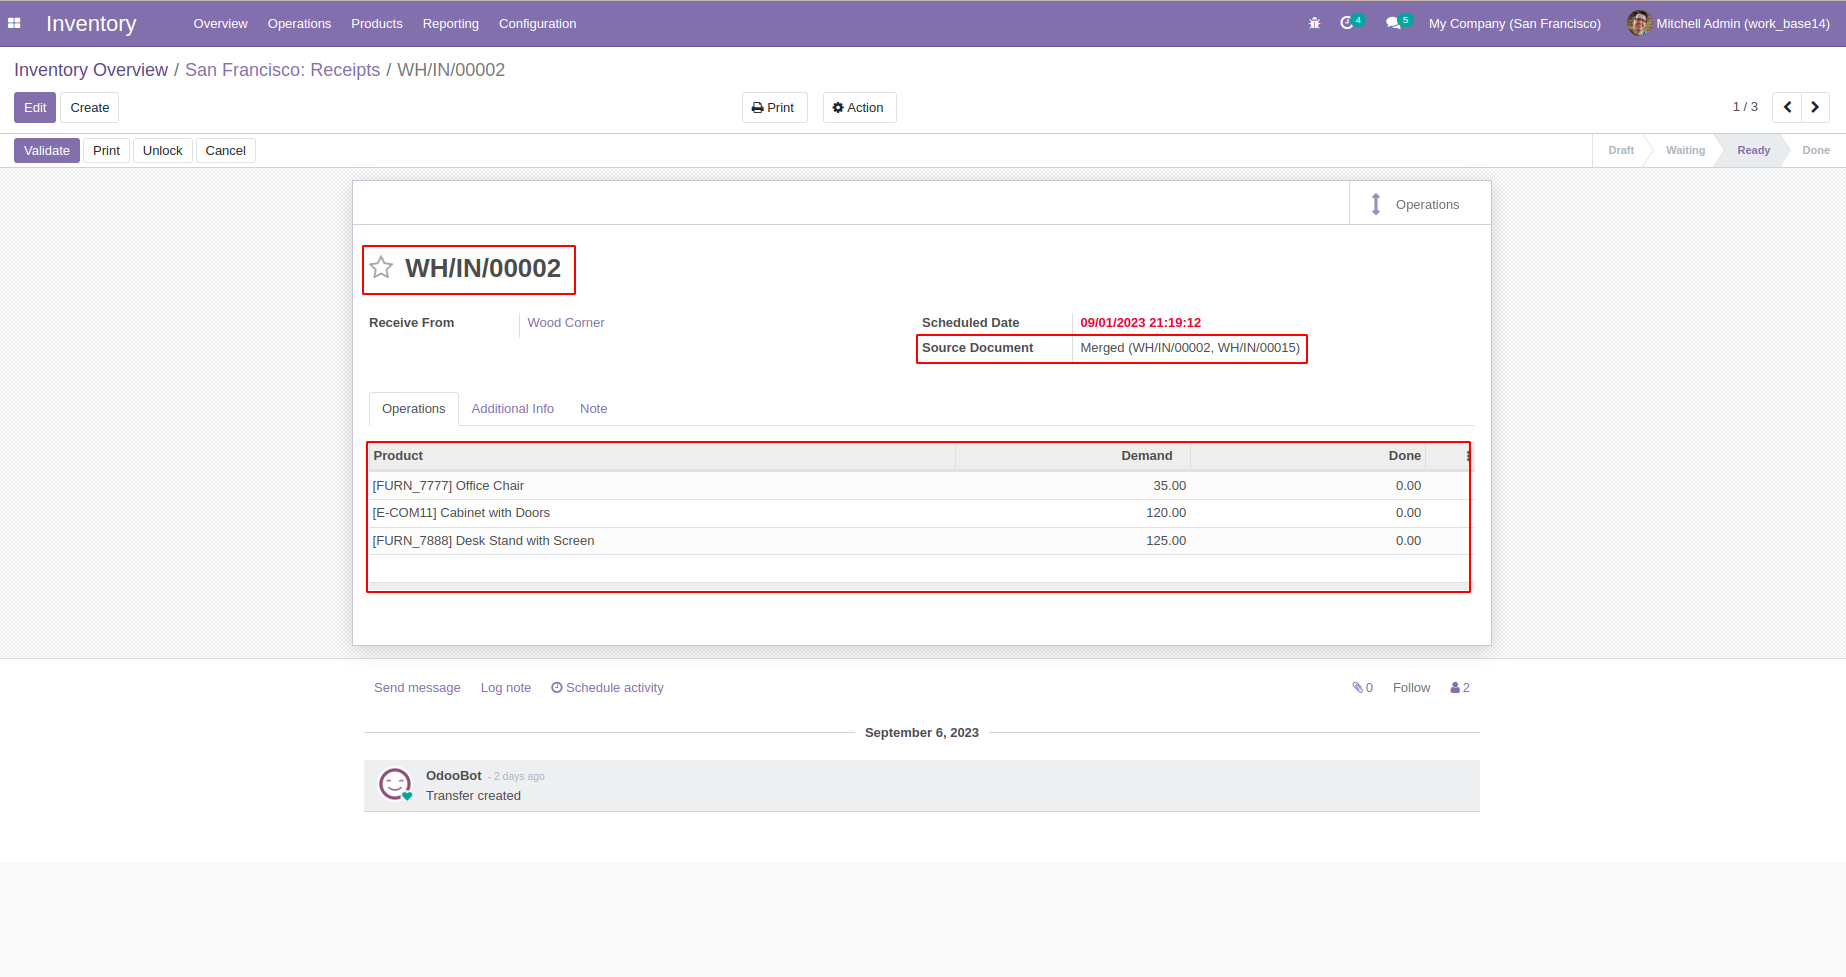 Inventory Overview Operations Products Reporting Configuration 4 5 My Company (San Francisco) Mitchell Admin (work_base14)
Inventory Overview / San Francisco: Receipts / WH/IN/00002
Edit Create Print Action 1 / 3
Validate Print Unlock Cancel Draft Waiting Ready Done
Operations
WH/IN/00002
Receive From Wood Corner Scheduled Date 09/01/2023 21:19:12
Source Document Merged (WH/IN/00002, WH/IN/00015)
Operations Additional Info Note
Product Demand Done
[FURN_7777] Office Chair 35.00 0.00
[E-COM11] Cabinet with Doors 120.00 0.00
[FURN_7888] Desk Stand with Screen 125.00 0.00
Send message Log note Schedule activity 0 Follow 2
September 6, 2023
OdooBot - 2 days ago
Transfer created